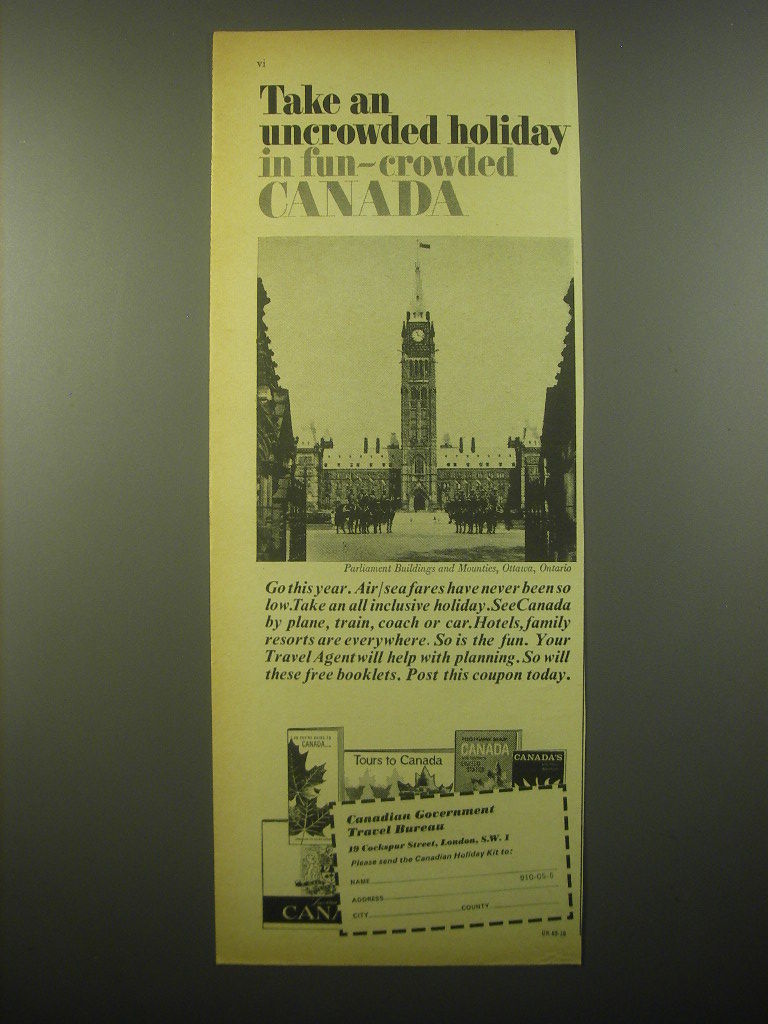 vi
Take an
uncrowded holiday
in fun-crowded
CANADA
Parliament Buildings and Mounties, Ottawa, Ontario
Go this year. Air/sea fares have never been so
low. Take an all inclusive holiday. See Canada
by plane, train, coach or car. Hotels, family
resorts are everywhere. So is the fun. Your
Travel Agent will help with planning. So will
these free booklets. Post this coupon today.
CANADA...
Tours to Canada
CANADA
CANADA'S
CANA
Canadian Government
Travel Bureau
19 Cockspur Street, London, S.W. 1
Please send the Canadian Holiday Kit to:
NAME
010-05-6
ADDRESS
CITY
COUNTY